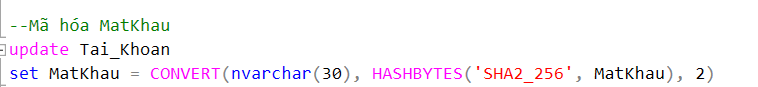 --Mã hóa MatKhau
update Tai_Khoan
set MatKhau = CONVERT(nvarchar(30), HASHBYTES('SHA2_256', MatKhau), 2)